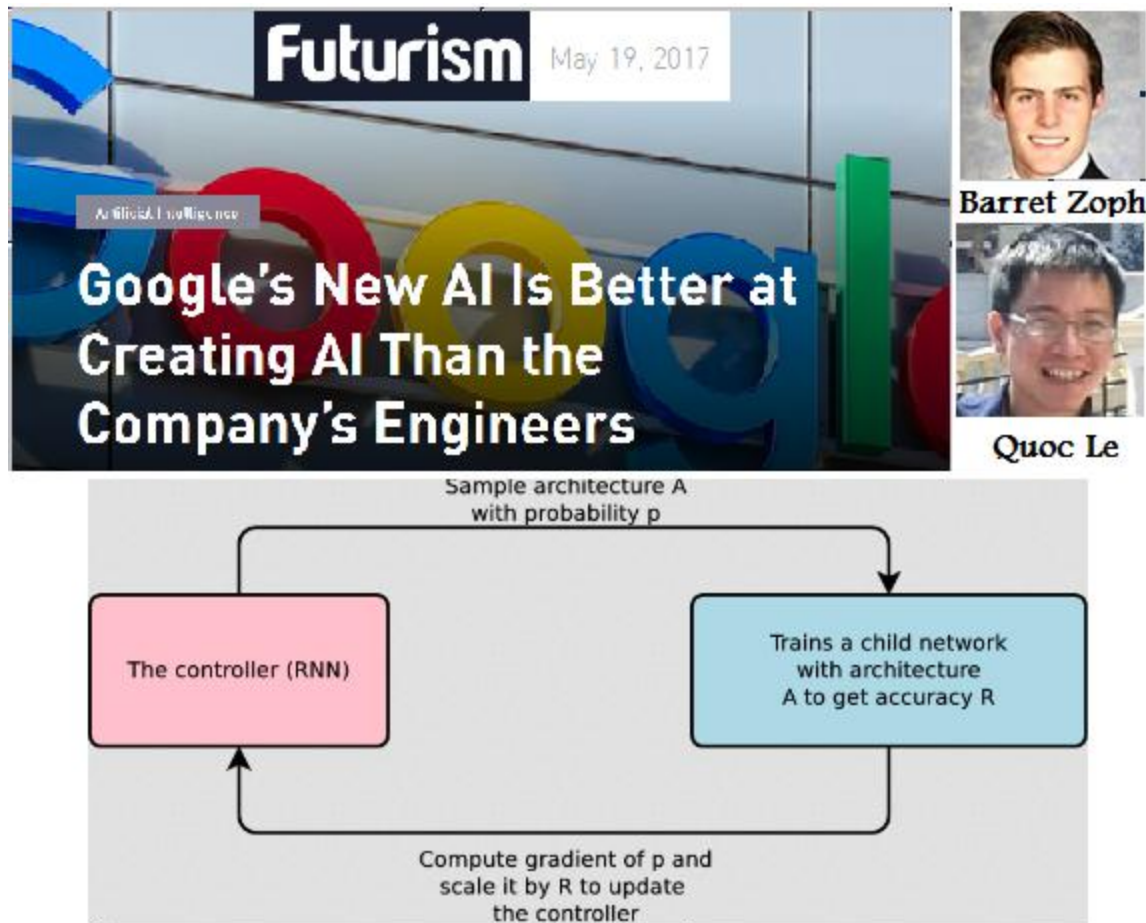 Futurism
May 19, 2017
Artificial Intelligence
Google's New AI Is Better at
Creating AI Than the
Company's Engineers
Barret Zoph
Quoc Le
Sample architecture A
with probability p
The controller (RNN)
Trains a child network
with architecture
A to get accuracy R
Compute gradient of p and
scale it by R to update
the controller